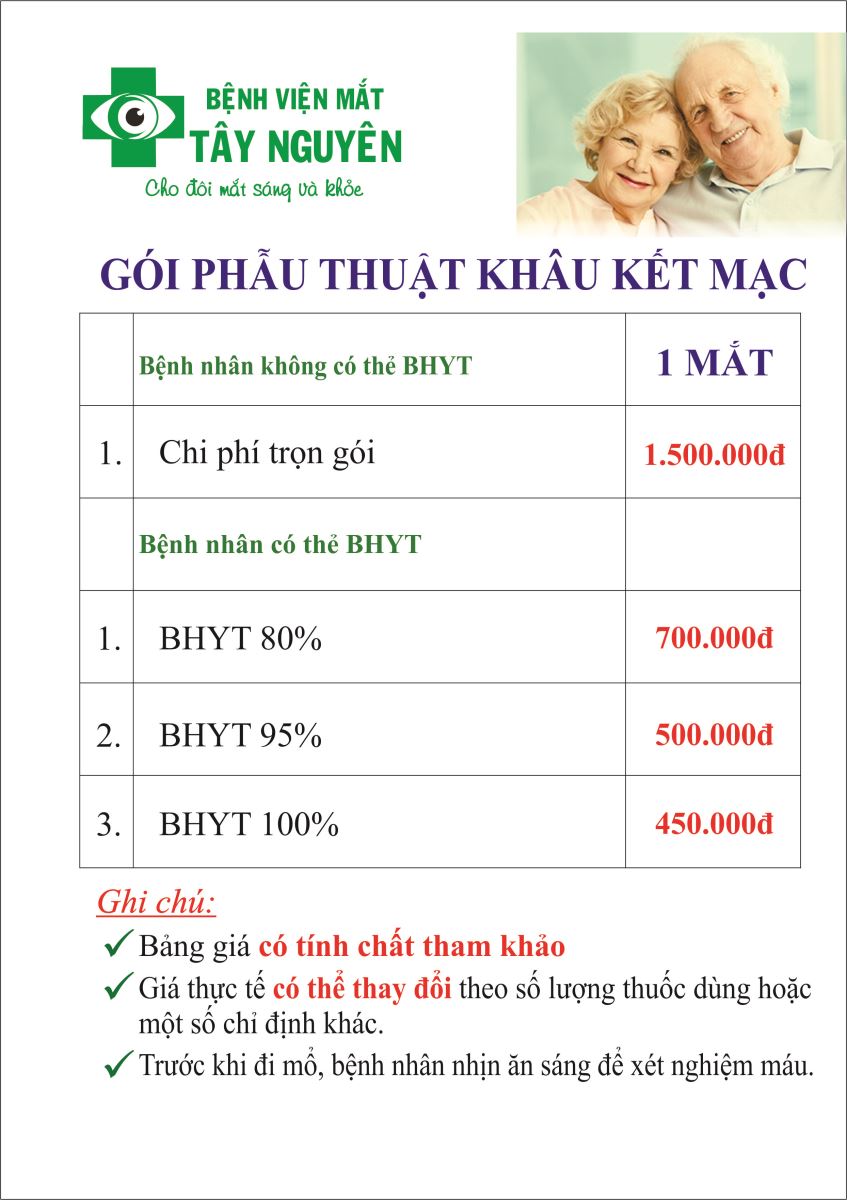 BỆNH VIỆN MẮT
TÂY NGUYÊN
Cho đôi mắt sáng và khỏe
GÓI PHẪU THUẬT KHÂU KẾT MẠC
Bệnh nhân không có thẻ BHYT 1 MẮT
1. Chi phí trọn gói 1.500.000đ
Bệnh nhân có thẻ BHYT
1. BHYT 80% 700.000đ
2. BHYT 95% 500.000đ
3. BHYT 100% 450.000đ
Ghi chú:
Bảng giá có tính chất tham khảo
Giá thực tế có thể thay đổi theo số lượng thuốc dùng hoặc
một số chỉ định khác.
Trước khi đi mổ, bệnh nhân nhịn ăn sáng để xét nghiệm máu.